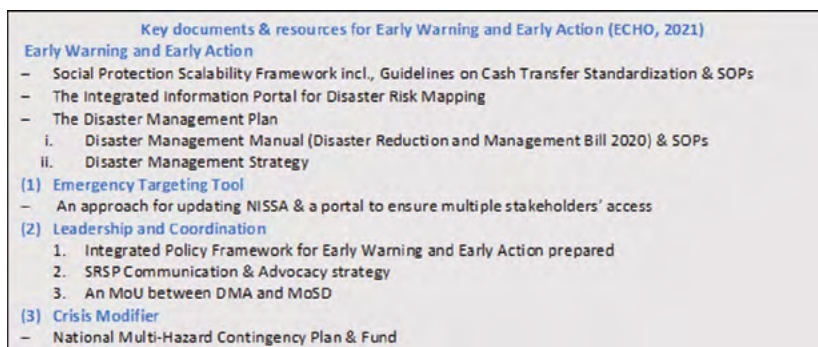 Key documents & resources for Early Warning and Early Action (ECHO, 2021)
Early Warning and Early Action
– Social Protection Scalability Framework incl., Guidelines on Cash Transfer Standardization & SOPs
– The Integrated Information Portal for Disaster Risk Mapping
– The Disaster Management Plan
i. Disaster Management Manual (Disaster Reduction and Management Bill 2020) & SOPs
ii. Disaster Management Strategy
(1) Emergency Targeting Tool
– An approach for updating NISSA & a portal to ensure multiple stakeholders' access
(2) Leadership and Coordination
1. Integrated Policy Framework for Early Warning and Early Action prepared
2. SRSP Communication & Advocacy strategy
3. An MoU between DMA and MoSD
(3) Crisis Modifier
– National Multi-Hazard Contingency Plan & Fund